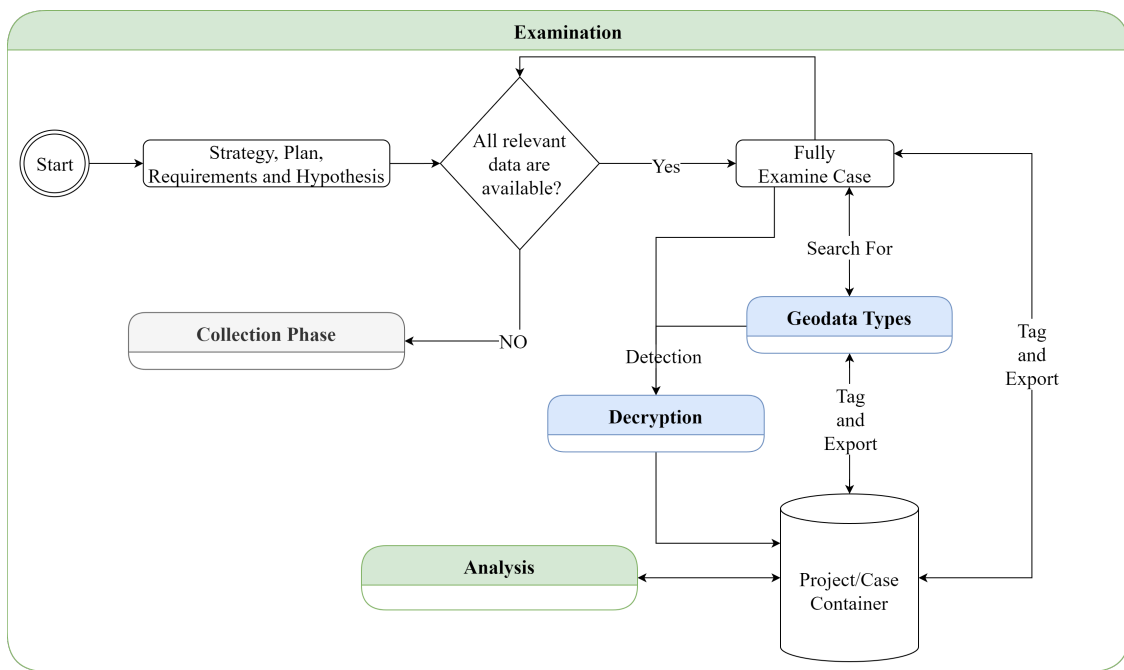 Examination
Start
Strategy, Plan,
Requirements and Hypothesis
All relevant
data are
available?
Yes
Fully
Examine Case
Search For
Geodata Types
Collection Phase
NO
Detection
Tag
and
Export
Decryption
Tag
and
Export
Analysis
Project/Case
Container